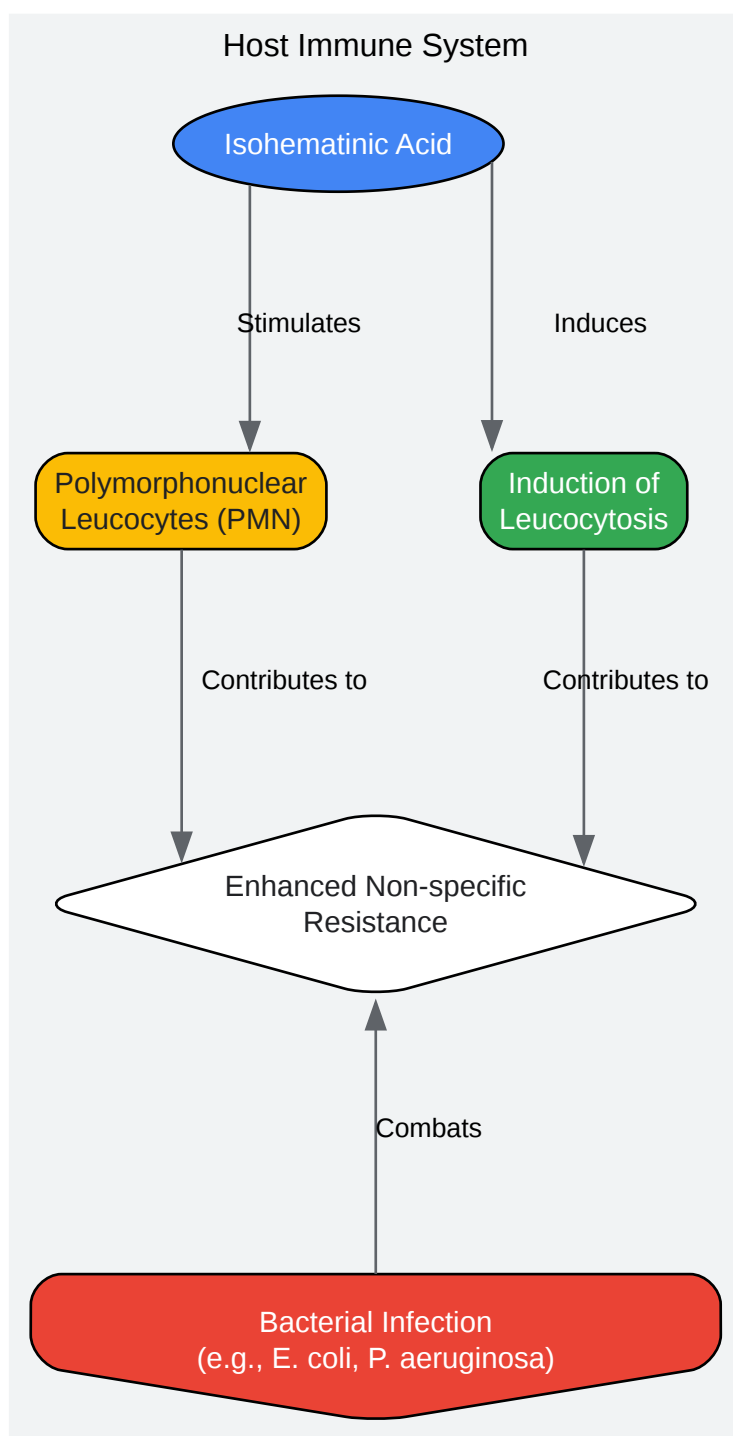 Host Immune System
Isohematinic Acid
Stimulates
Induces
Polymorphonuclear
Leucocytes (PMN)
Induction of
Leucocytosis
Contributes to
Contributes to
Enhanced Non-specific
Resistance
Combats
Bacterial Infection
(e.g., E. coli, P. aeruginosa)